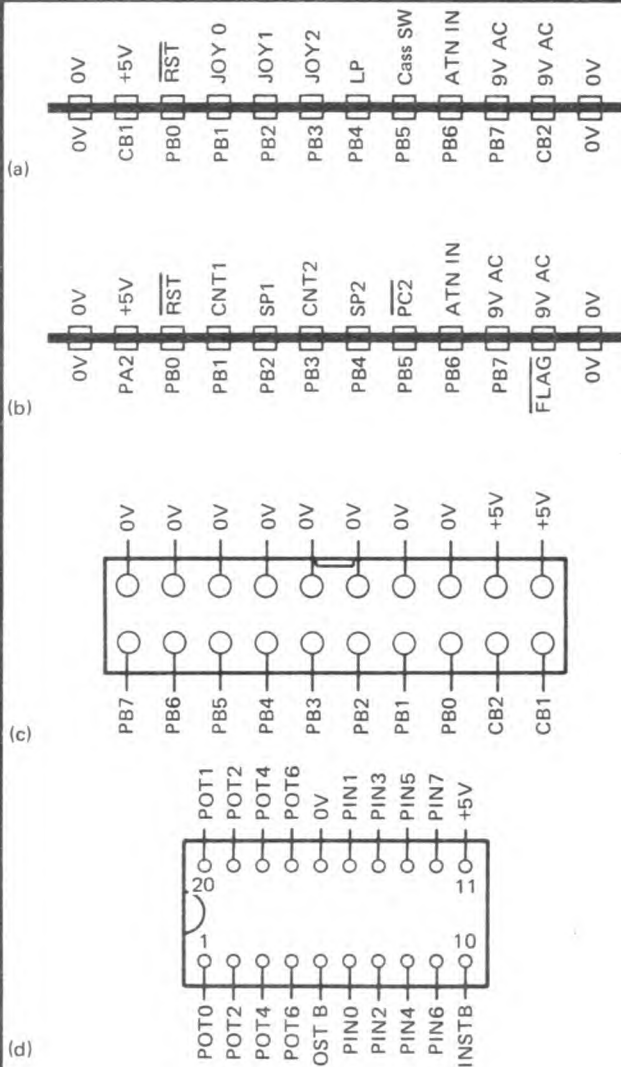 0V +5V RST JOY 0 JOY1 JOY2 LP Cass SW ATN IN 9V AC 9V AC 0V
0V CB1 PB0 PB1 PB2 PB3 PB4 PB5 PB6 PB7 CB2 0V
(a)
0V +5V RST CNT1 SP1 CNT2 SP2 PC2 ATN IN 9V AC 9V AC 0V
0V PA2 PB0 PB1 PB2 PB3 PB4 PB5 PB6 PB7 FLAG 0V
(b)
0V 0V 0V 0V 0V 0V 0V 0V +5V +5V
PB7 PB6 PB5 PB4 PB3 PB2 PB1 PB0 CB2 CB1
(c)
POT1 POT2 POT4 POT6 0V PIN1 PIN3 PIN5 PIN7 +5V
20 11
1 10
POT0 POT2 POT4 POT6 OST B PIN0 PIN2 PIN4 PIN6 INSTB
(d)